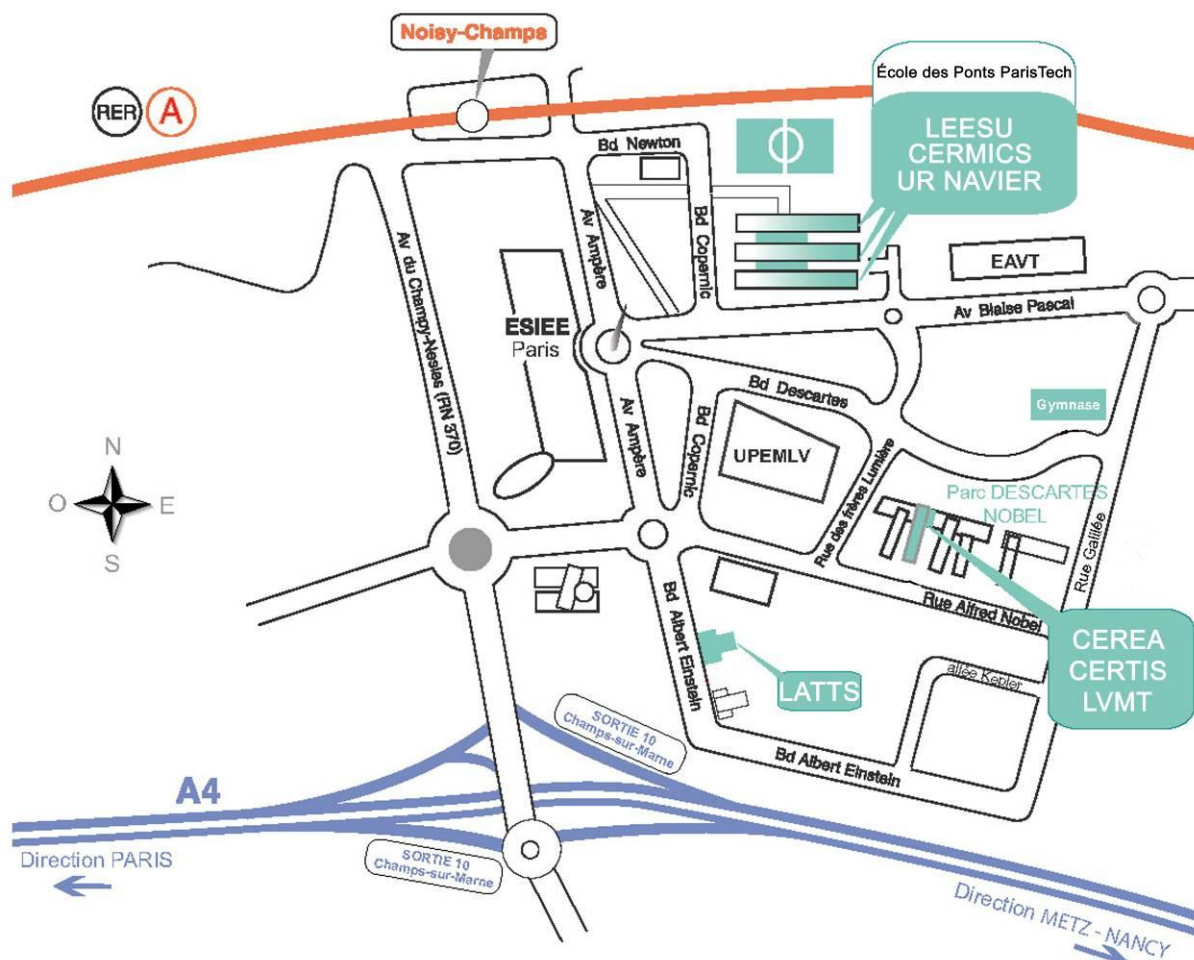 Noisy-Champs
École des Ponts ParisTech
RER
A
LEESU
CERMICS
UR NAVIER
Bd Newton
Av Ampère
Bd Copernic
EAVT
Av du Champy-Nesles (RN 370)
ESIEE
Paris
Av Blaise Pascal
Bd Descartes
Gymnase
Av Ampère
Bd Copernic
UPEMLV
Rue des frères Lumière
N
O
E
S
Parc DESCARTES
NOBEL
Rue Galilée
Bd Albert Einstein
Rue Alfred Nobel
CEREA
CERTIS
LVMT
allée Kepler
LATTS
SORTIE 10
Champs-sur-Marne
Bd Albert Einstein
A4
Direction PARIS
SORTIE 10
Champs-sur-Marne
Direction METZ - NANCY